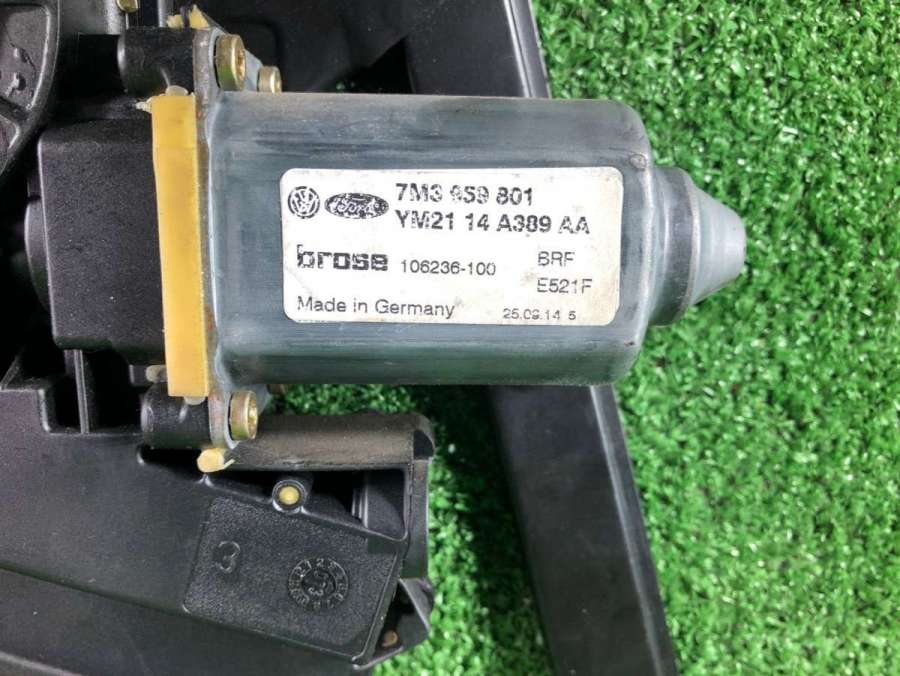 Ford 7M3 959 801
YM21 14 A389 AA
brose 106236-100 BRF
E521F
Made in Germany 25.09.14 5
3